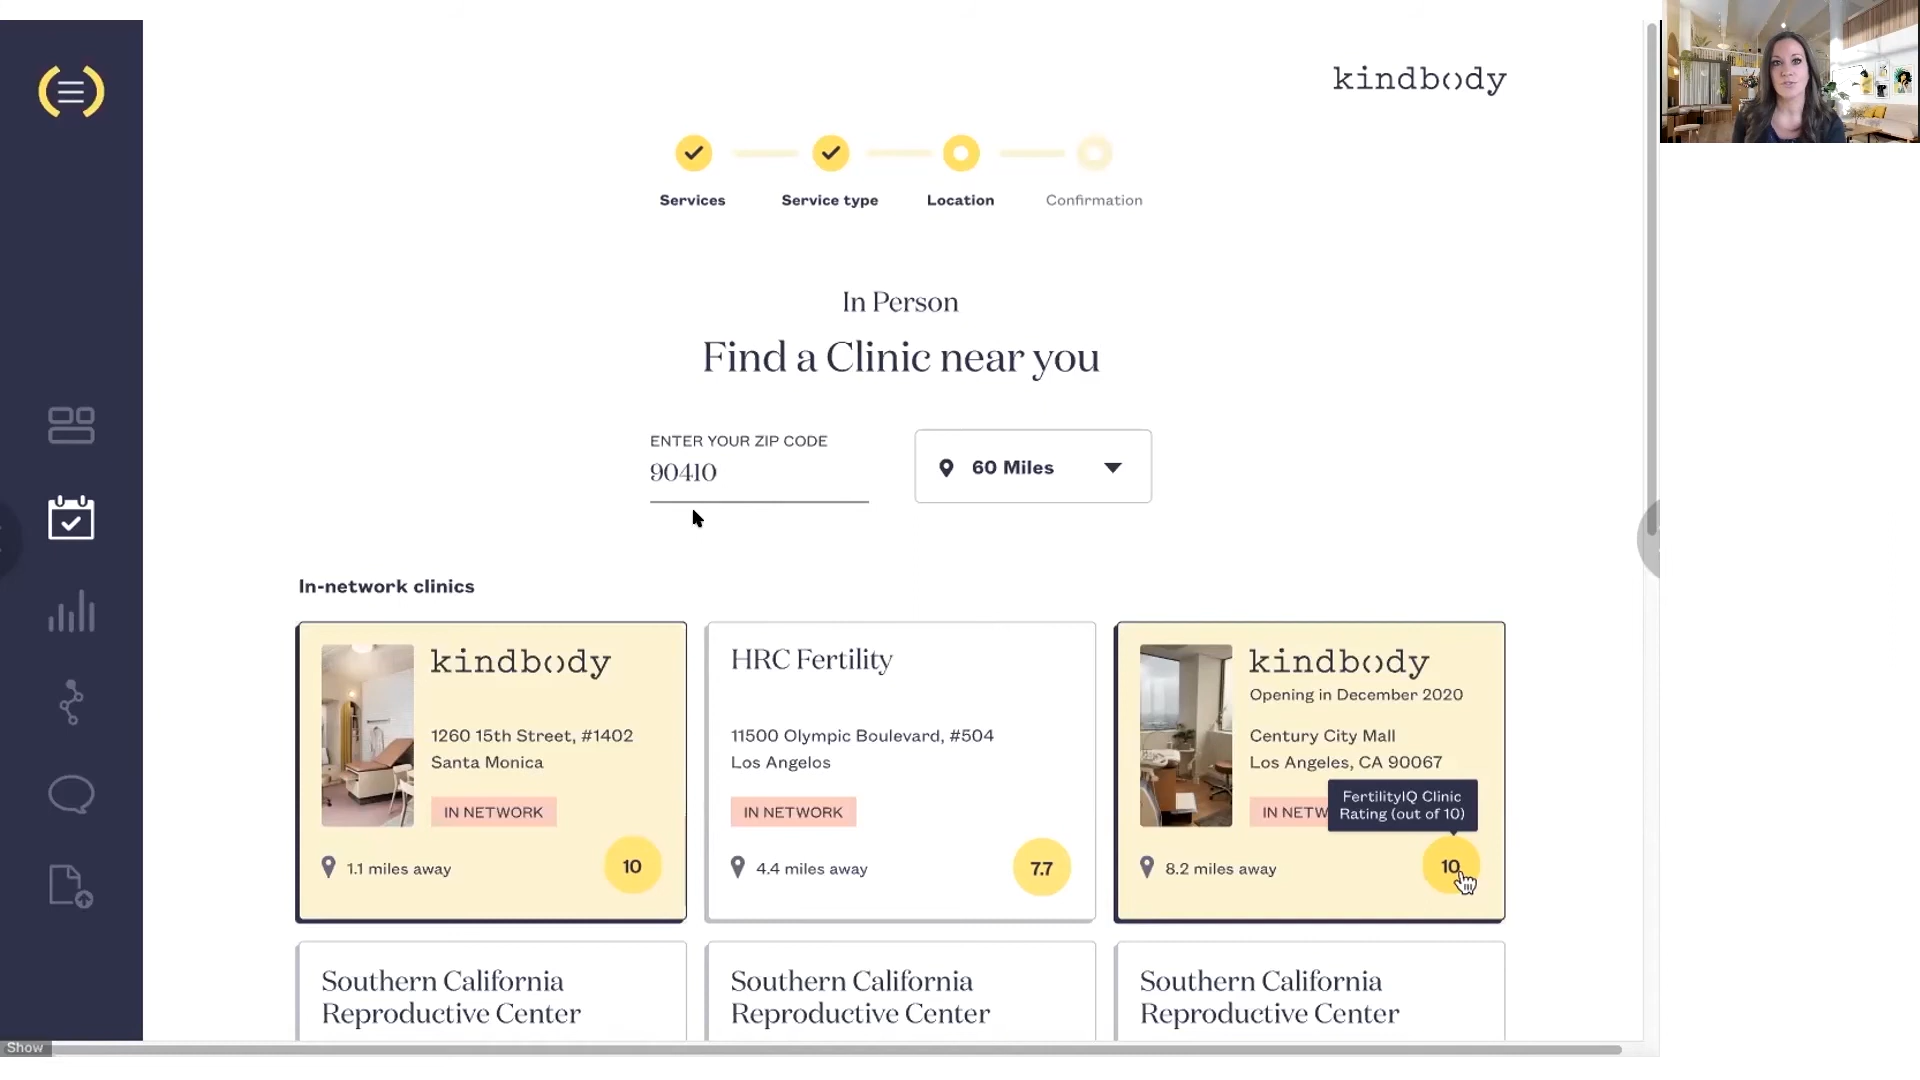 kindbody
Services
Service type
Location
Confirmation
In Person
Find a Clinic near you
ENTER YOUR ZIP CODE
90410
60 Miles
In-network clinics
kindbody
1260 15th Street, #1402
Santa Monica
IN NETWORK
1.1 miles away
10
HRC Fertility
11500 Olympic Boulevard, #504
Los Angelos
IN NETWORK
4.4 miles away
7.7
kindbody
Opening in December 2020
Century City Mall
Los Angeles, CA 90067
IN NETW
FertilityIQ Clinic
Rating (out of 10)
8.2 miles away
10
Southern California
Reproductive Center
Southern California
Reproductive Center
Southern California
Reproductive Center
Show